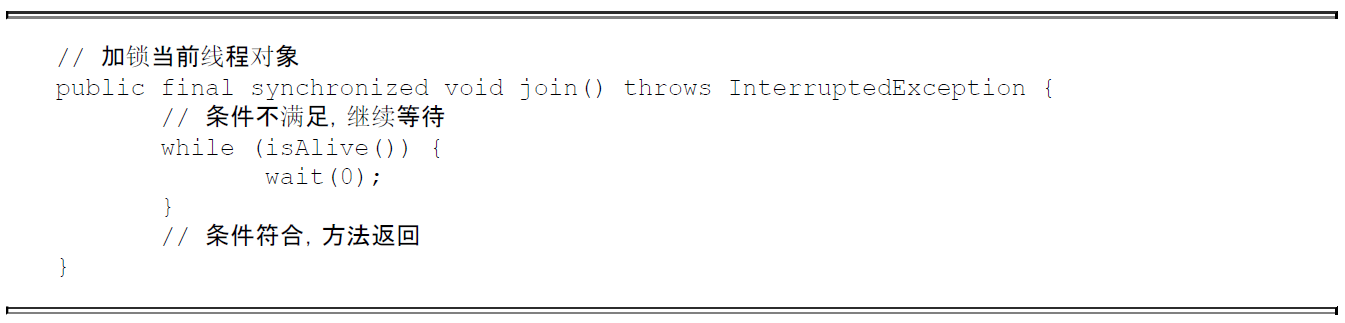 // 加锁当前线程对象
public final synchronized void join() throws InterruptedException {
// 条件不满足, 继续等待
while (isAlive()) {
wait(0);
}
// 条件符合, 方法返回
}